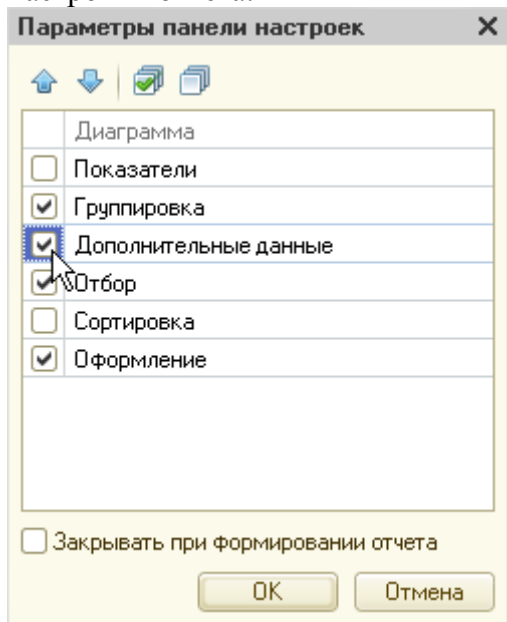 Параметры панели настроек
Диаграмма
Показатели
Группировка
Дополнительные данные
Отбор
Сортировка
Оформление
Закрывать при формировании отчета
OK
Отмена